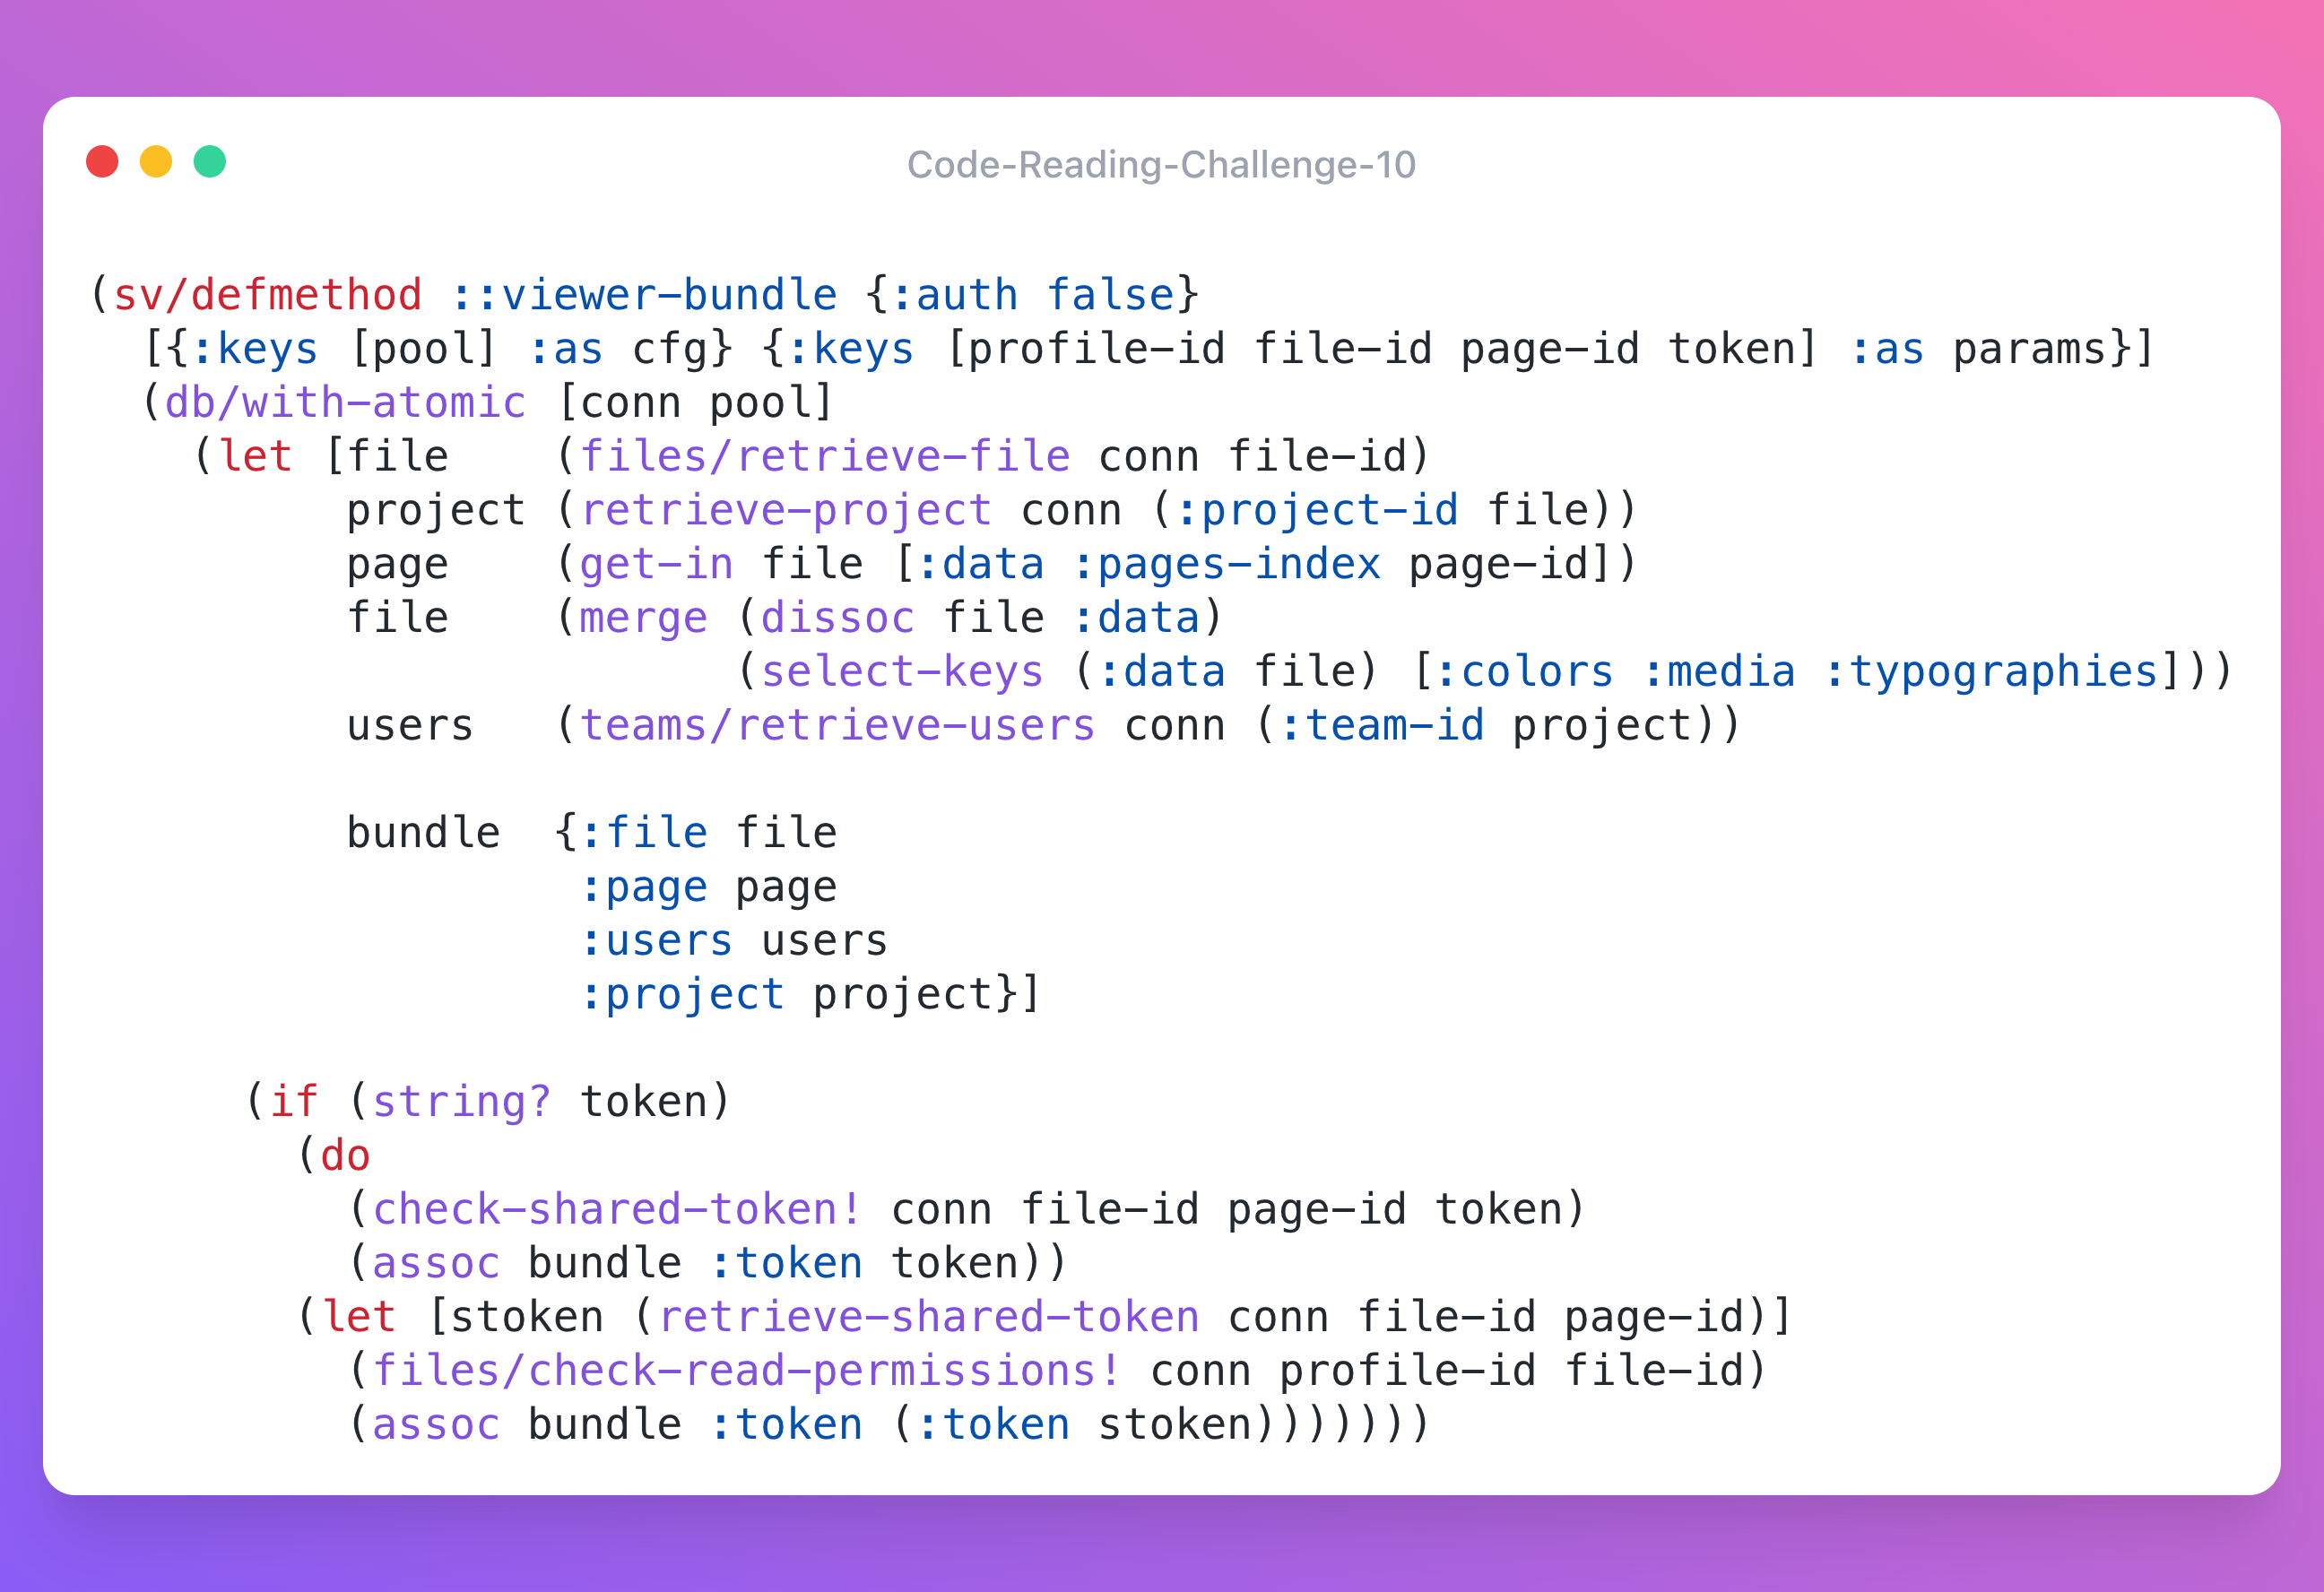 Code-Reading-Challenge-10
(sv/defmethod ::viewer-bundle {:auth false}
  [{:keys [pool] :as cfg} {:keys [profile-id file-id page-id token] :as params}]
  (db/with-atomic [conn pool]
    (let [file    (files/retrieve-file conn file-id)
          project (retrieve-project conn (:project-id file))
          page    (get-in file [:data :pages-index page-id])
          file    (merge (dissoc file :data)
                         (select-keys (:data file) [:colors :media :typographies]))
          users   (teams/retrieve-users conn (:team-id project))

          bundle  {:file file
                   :page page
                   :users users
                   :project project}]

      (if (string? token)
        (do
          (check-shared-token! conn file-id page-id token)
          (assoc bundle :token token))
        (let [stoken (retrieve-shared-token conn file-id page-id)]
          (files/check-read-permissions! conn profile-id file-id)
          (assoc bundle :token (:token stoken)))))))